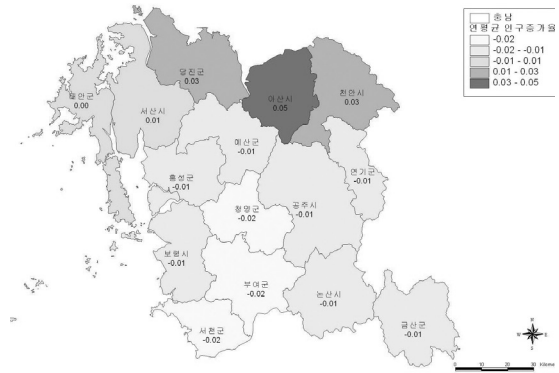 충남
연평균 인구증가율
-0.02
-0.02 - -0.01
-0.01 - 0.01
0.01 - 0.03
0.03 - 0.05
당진군
0.03
아산시
0.05
천안시
0.03
태안군
0.00
서산시
0.01
예산군
-0.01
연기군
-0.01
홍성군
-0.01
청양군
-0.02
공주시
-0.01
보령시
-0.01
부여군
-0.02
논산시
-0.01
서천군
-0.02
금산군
-0.01
0 10 20 30